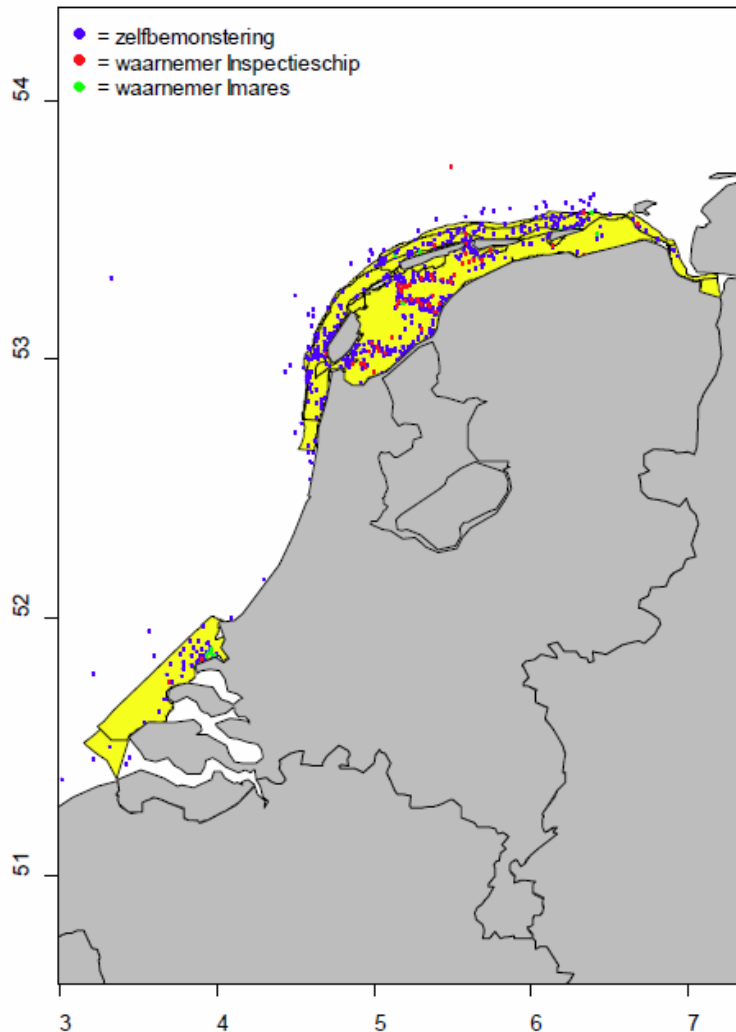 = zelfbemonstering
= waarnemer Inspectieschip
= waarnemer Imares
54
53
52
51
3 4 5 6 7